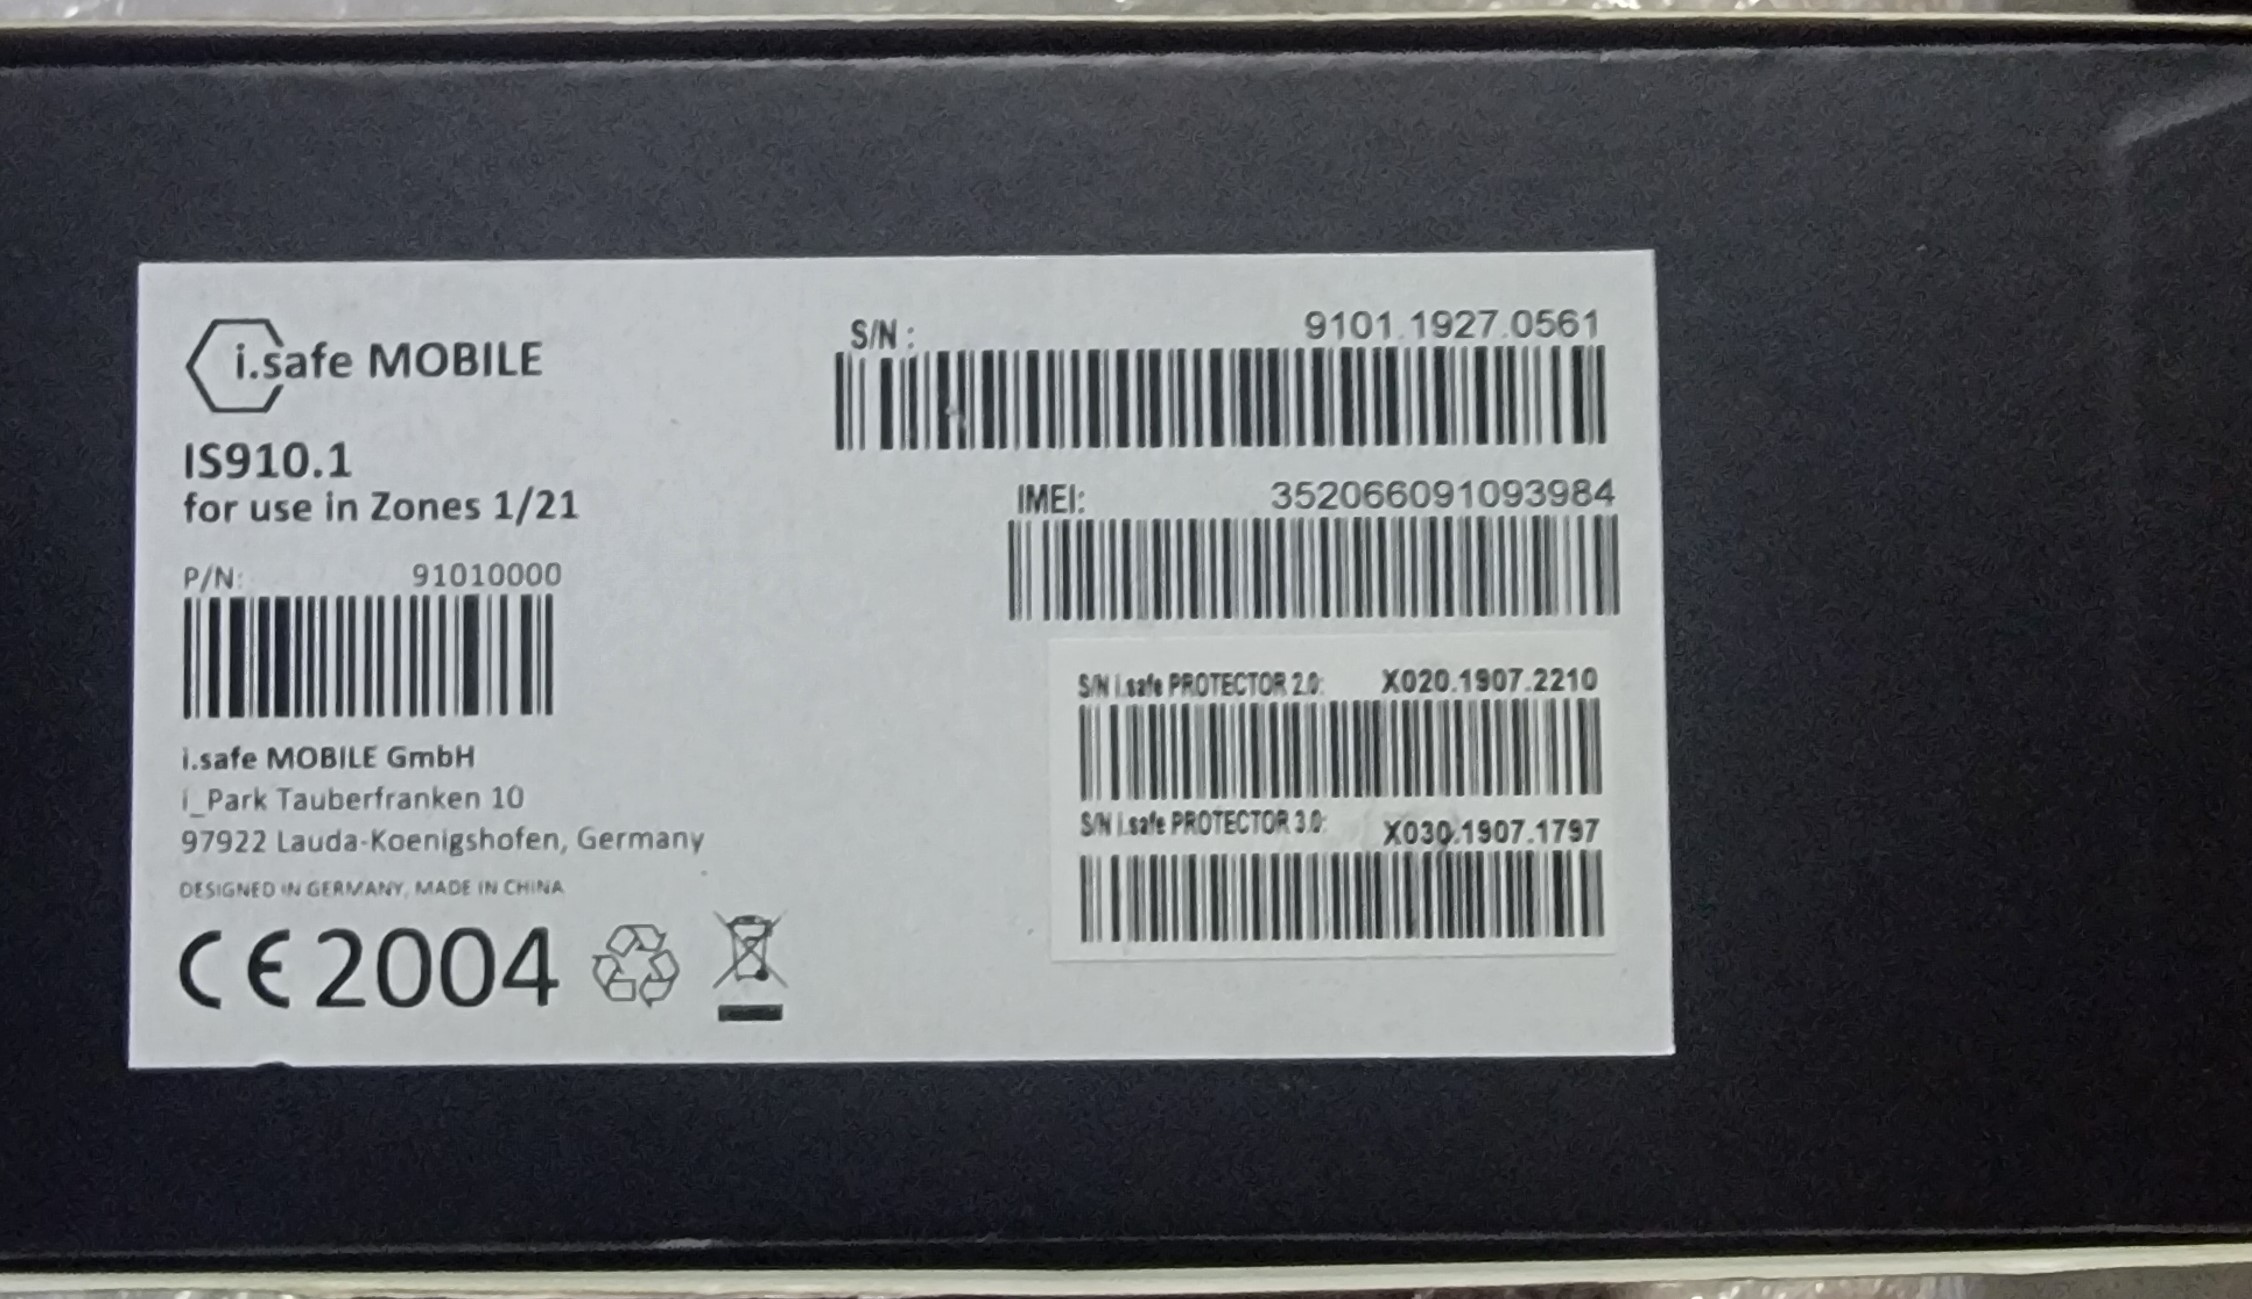 i.safe MOBILE
IS910.1
for use in Zones 1/21
P/N: 91010000
i.safe MOBILE GmbH
i_Park Tauberfranken 10
97922 Lauda-Koenigshofen, Germany
DESIGNED IN GERMANY, MADE IN CHINA
CE 2004
S/N : 9101.1927.0561
IMEI: 352066091093984
S/N i.safe PROTECTOR 2.0: X020.1907.2210
S/N i.safe PROTECTOR 3.0: X030.1907.1797